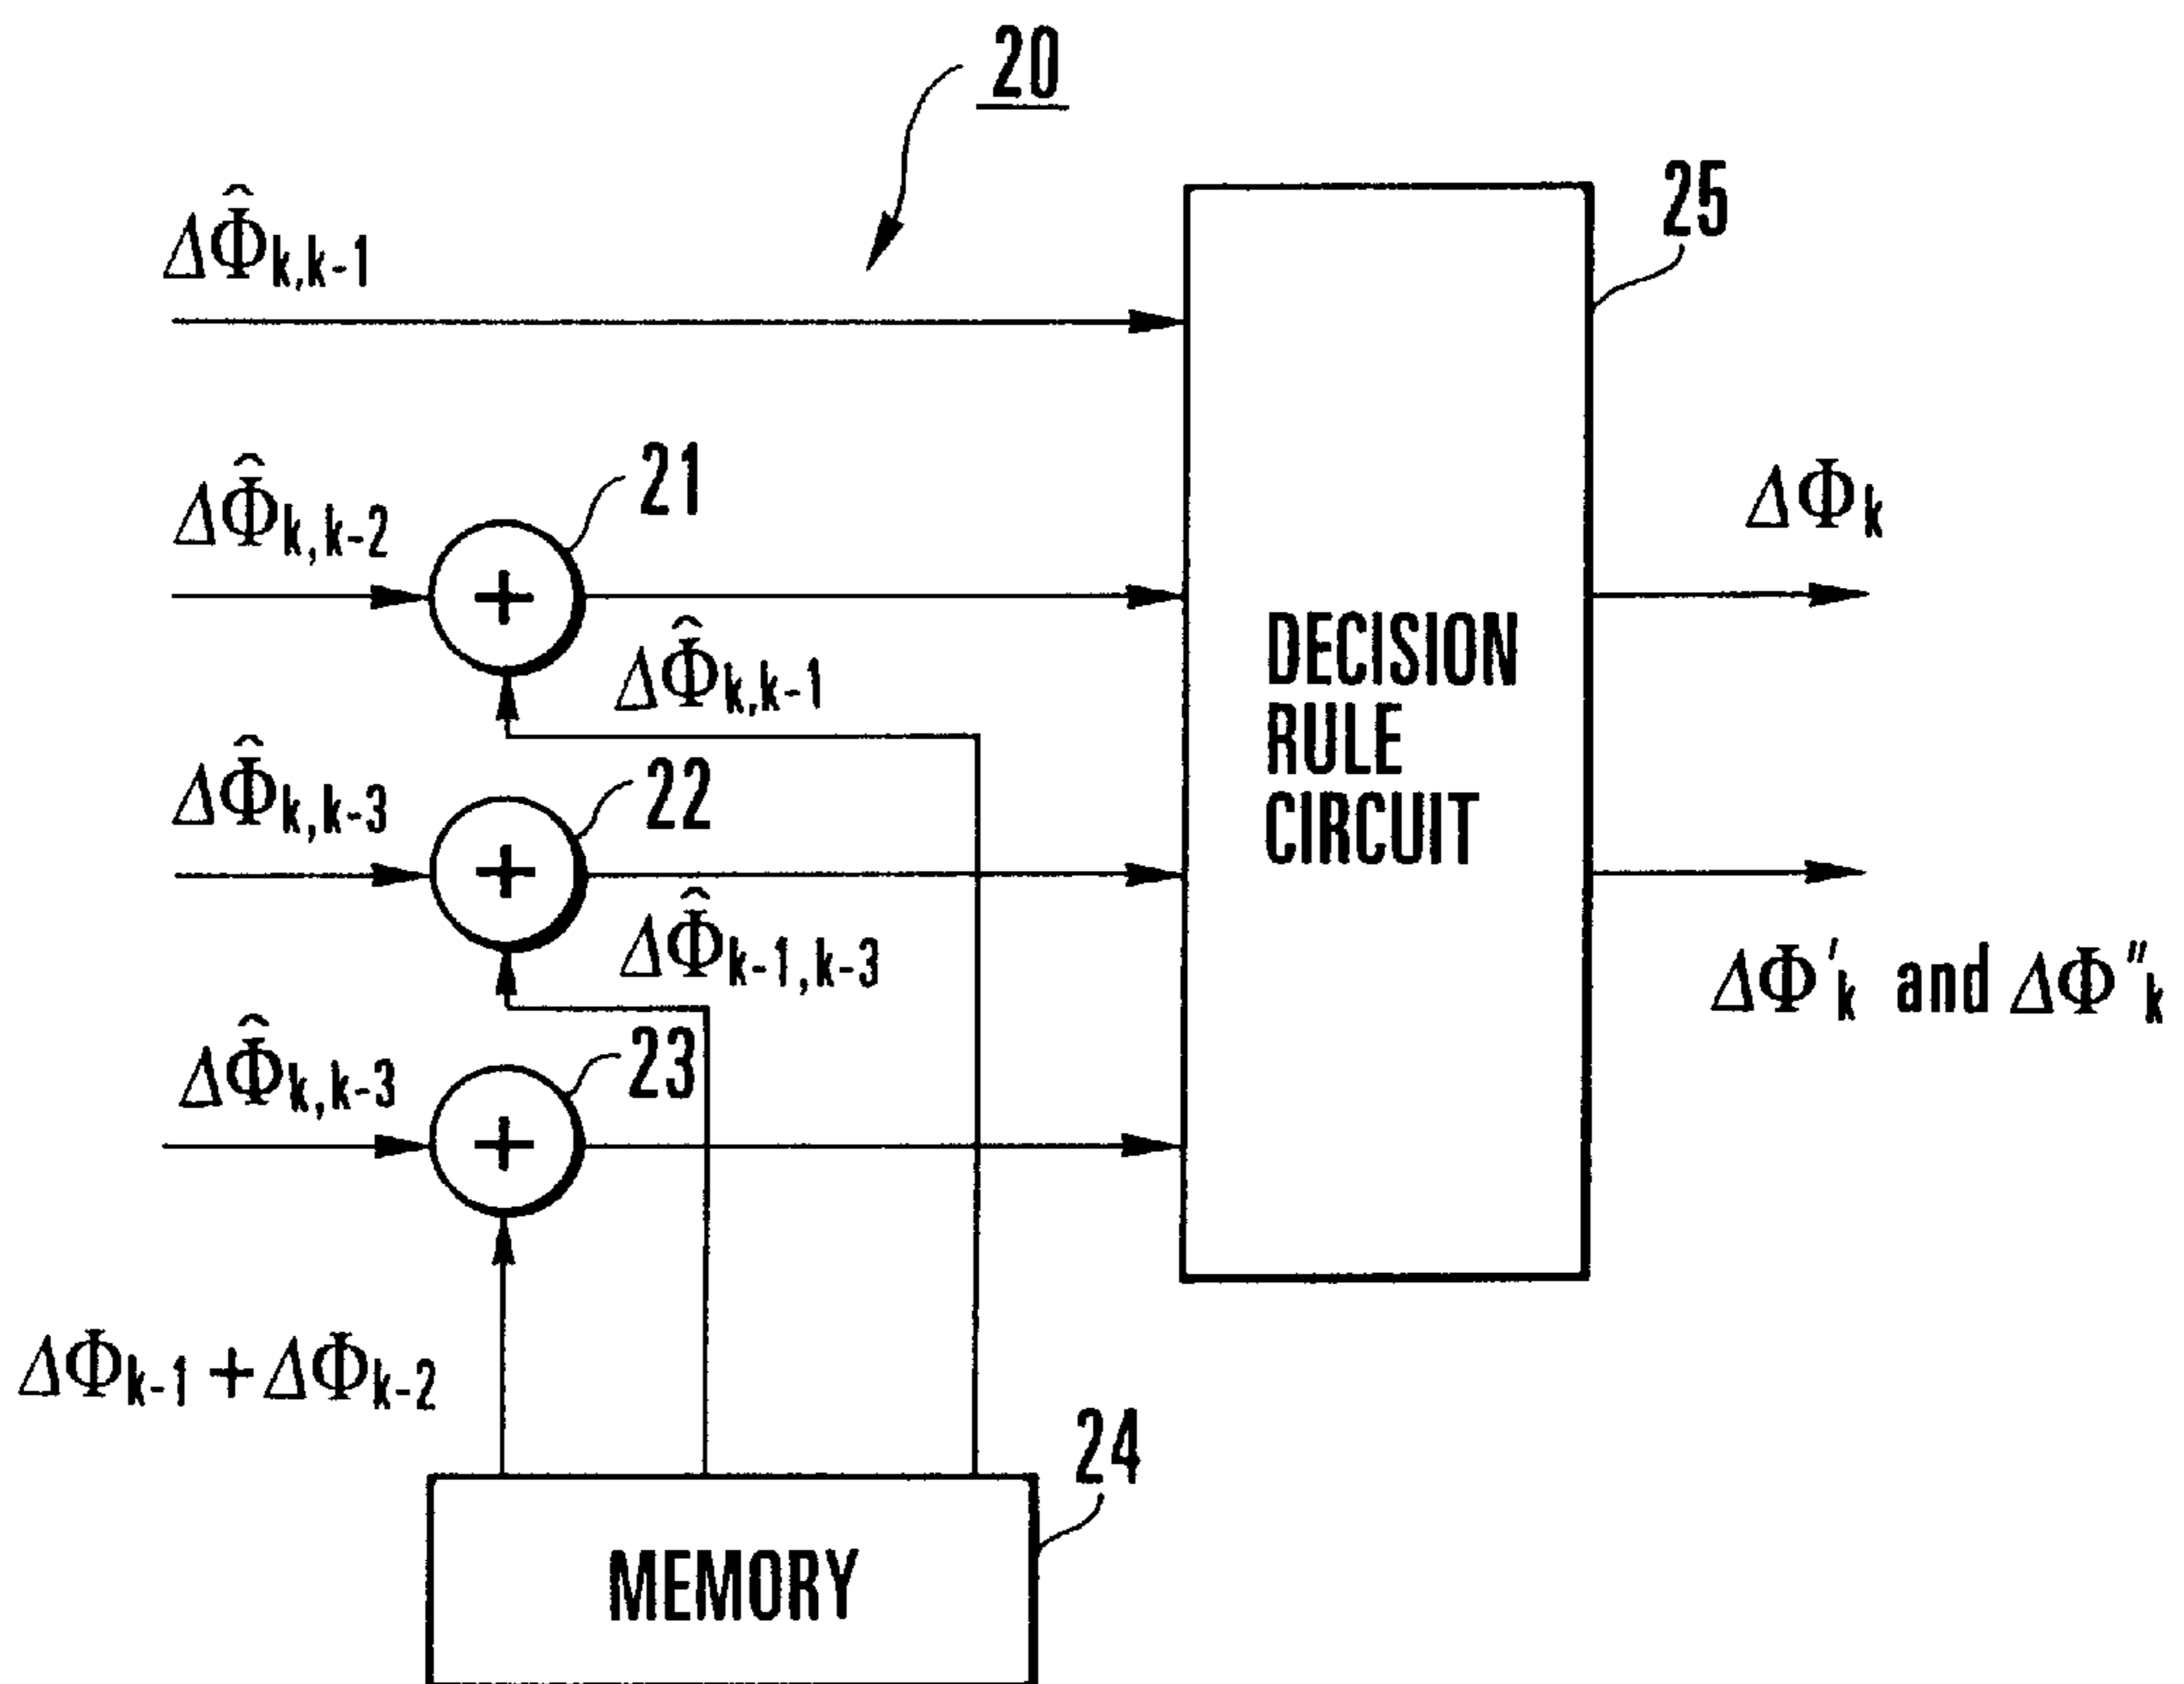 20
25
ΔΦ̂k,k-1
21
ΔΦ̂k,k-2
ΔΦk
DECISION
RULE
CIRCUIT
ΔΦ̂k,k-1
22
ΔΦ̂k,k-3
ΔΦ̂k-1,k-3
ΔΦ'k and ΔΦ"k
23
ΔΦ̂k,k-3
ΔΦk-1 + ΔΦk-2
24
MEMORY